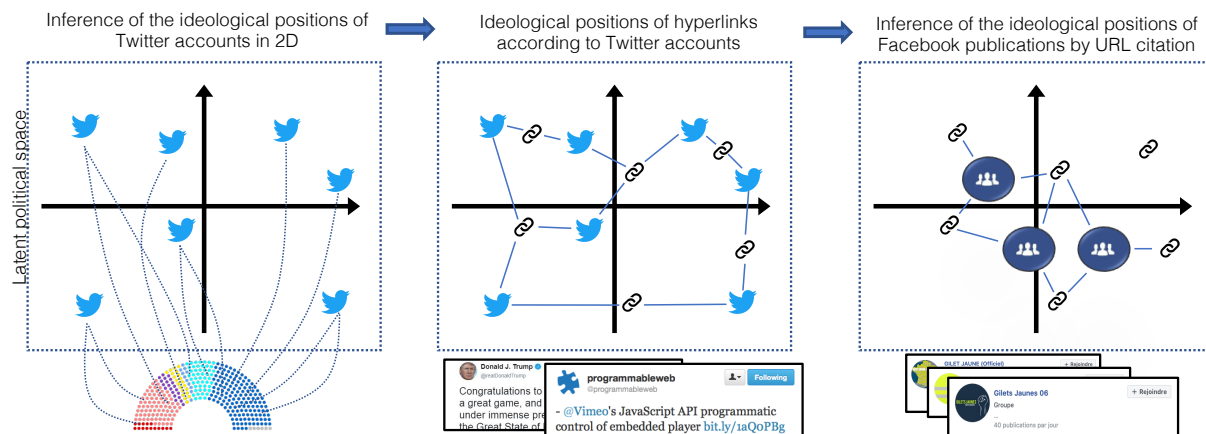 Inference of the ideological positions of
Twitter accounts in 2D
Ideological positions of hyperlinks
according to Twitter accounts
Inference of the ideological positions of
Facebook publications by URL citation
Latent political space
Donald J. Trump
@realDonaldTrump
Congratulations to
a great game, and
under immense pre
the Great State of
programmableweb
@programmableweb
Following
- @Vimeo's JavaScript API programmatic
control of embedded player bit.ly/1aQ0PBg
GILET JAUNE (Officiel)
+ Rejoindre
Gilets Jaunes 06
Groupe
...
40 publications par jour
+ Rejoindre